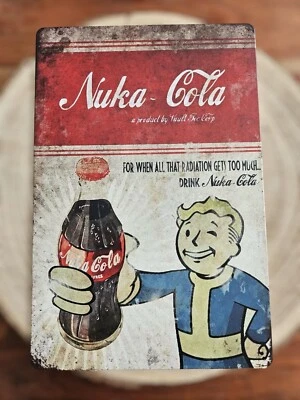 Nuka-Cola
a product by Vault-Tec Corp
FOR WHEN ALL THAT RADIATION GETS TOO MUCH...
DRINK Nuka-Cola
Nuka Cola